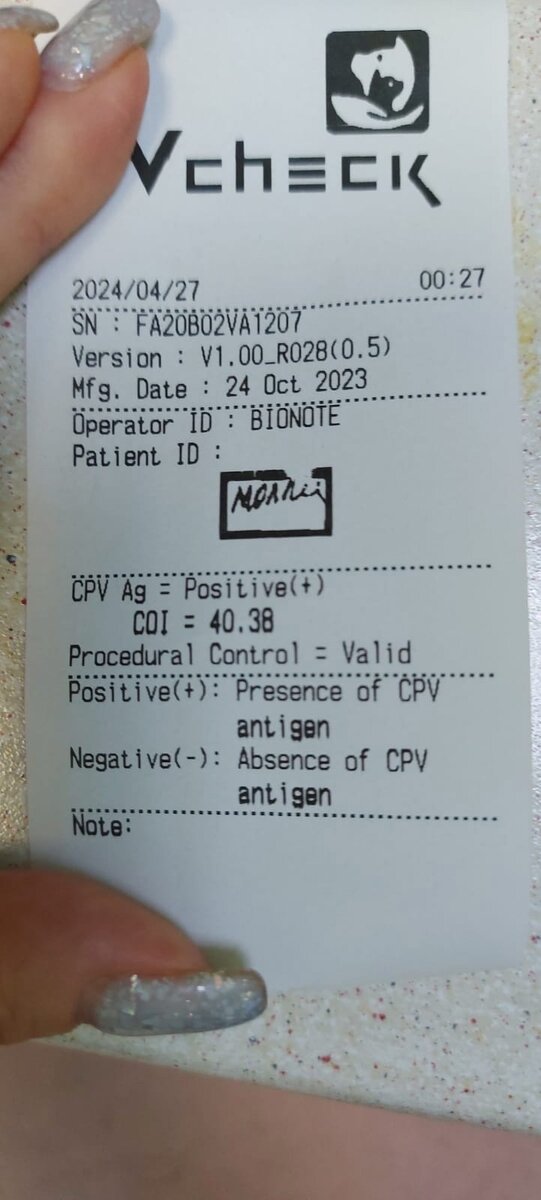 Vcheck
2024/04/27 00:27
SN : FA20B02VA1207
Version : V1.00_R028(0.5)
Mfg. Date : 24 Oct 2023
Operator ID : BIONOTE
Patient ID :
CPV Ag = Positive(+)
COI = 40.38
Procedural Control = Valid
Positive(+): Presence of CPV
antigen
Negative(-): Absence of CPV
antigen
Note: